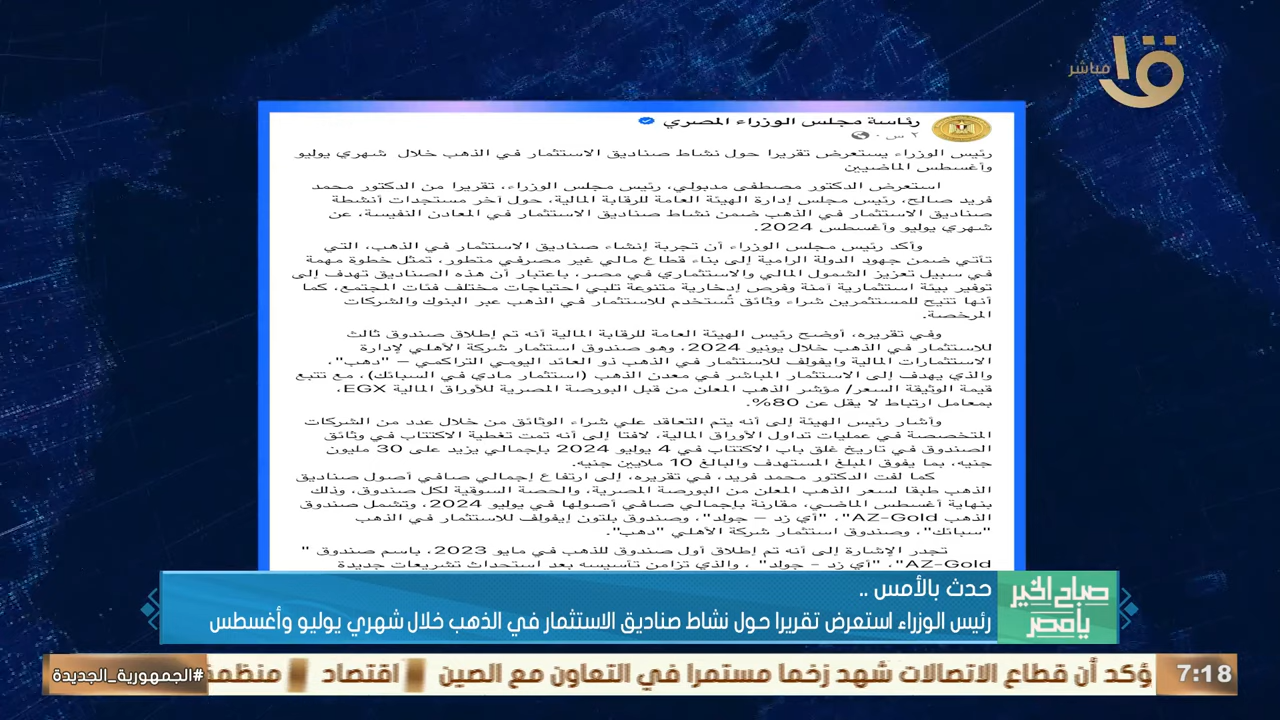 مباشر
رئاسة مجلس الوزراء المصري
٢ س
رئيس الوزراء يستعرض تقريرا حول نشاط صناديق الاستثمار في الذهب خلال شهري يوليو
وأغسطس الماضيين
استعرض الدكتور مصطفى مدبولي، رئيس مجلس الوزراء، تقريرا من الدكتور محمد
فريد صالح، رئيس مجلس إدارة الهيئة العامة للرقابة المالية، حول آخر مستجدات أنشطة
صناديق الاستثمار في الذهب ضمن نشاط صناديق الاستثمار في المعادن النفيسة، عن
شهري يوليو وأغسطس 2024.
وأكد رئيس مجلس الوزراء أن تجربة إنشاء صناديق الاستثمار في الذهب، التي
تأتي ضمن جهود الدولة الرامية إلى بناء قطاع مالي غير مصرفي متطور، تمثل خطوة مهمة
في سبيل تعزيز الشمول المالي والاستثماري في مصر، باعتبار أن هذه الصناديق تهدف إلى
توفير بيئة استثمارية آمنة وفرص إدخارية متنوعة تلبي احتياجات مختلف فئات المجتمع، كما
أنها تتيح للمستثمرين شراء وثائق تُستخدم للاستثمار في الذهب عبر البنوك والشركات
المرخصة.
وفي تقريره، أوضح رئيس الهيئة العامة للرقابة المالية أنه تم إطلاق صندوق ثالث
للاستثمار في الذهب خلال يونيو 2024، وهو صندوق استثمار شركة الأهلي لإدارة
الاستثمارات المالية وايفولف للاستثمار في الذهب ذو العائد اليومي التراكمي – "دهب"،
والذي يهدف إلى الاستثمار المباشر في معدن الذهب (استثمار مادي في السبائك)، مع تتبع
قيمة الوثيقة السعر/ مؤشر الذهب المعلن من قبل البورصة المصرية للأوراق المالية EGX،
بمعامل ارتباط لا يقل عن 80%.
وأشار رئيس الهيئة إلى أنه يتم التعاقد علي شراء الوثائق من خلال عدد من الشركات
المتخصصة في عمليات تداول الأوراق المالية، لافتا إلى أنه تمت تغطية الاكتتاب في وثائق
الصندوق في تاريخ غلق باب الاكتتاب في 4 يوليو 2024 بإجمالي يزيد على 30 مليون
جنيه، بما يفوق المبلغ المستهدف والبالغ 10 ملايين جنيه.
كما لفت الدكتور محمد فريد، في تقريره، إلى ارتفاع إجمالي صافي أصول صناديق
الذهب طبقا لسعر الذهب المعلن من البورصة المصرية، والحصة السوقية لكل صندوق، وذلك
بنهاية أغسطس الماضي، مقارنة بإجمالي صافي أصولها في يوليو 2024، وتشمل صندوق
الذهب AZ-Gold"، "أي زد – جولد"، وصندوق بلتون إيفولف للاستثمار في الذهب
"سبائك"، وصندوق استثمار شركة الأهلي "دهب".
تجدر الإشارة إلى أنه تم إطلاق أول صندوق للذهب في مايو 2023، باسم صندوق "
AZ-Gold"، "أي زد – جولد" ، والذي تزامن تأسيسه بعد استحداث تشريعات جديدة
صباح الخير
يا مصر
حدث بالأمس ..
رئيس الوزراء استعرض تقريرا حول نشاط صناديق الاستثمار في الذهب خلال شهري يوليو وأغسطس
7:18
ؤكد أن قطاع الاتصالات شهد زخما مستمرا في التعاون مع الصين اقتصاد منظمة
#الجمهورية_الجديدة